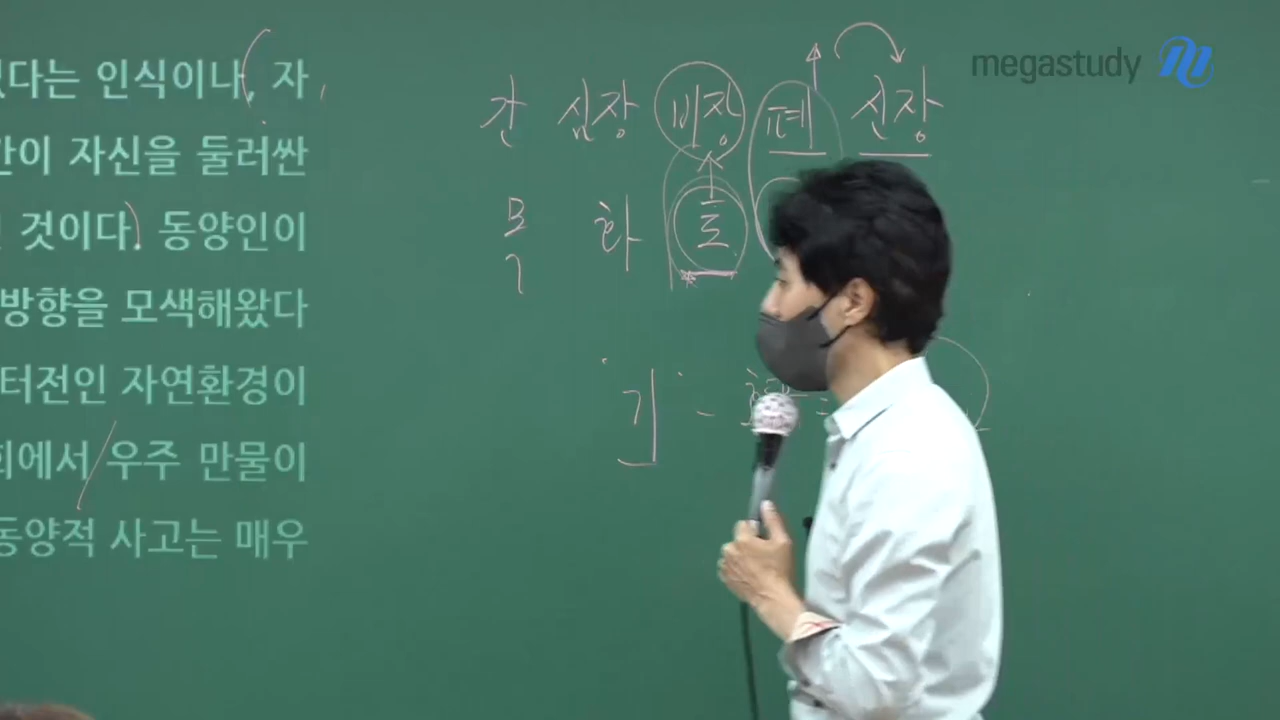 megastudy
다는 인식이나, 자
간이 자신을 둘러싼
것이다. 동양인이
방향을 모색해왔다
터전인 자연환경이
회에서 우주 만물이
동양적 사고는 매우
간 심장 비장 폐 신장
목 화 토
기 -